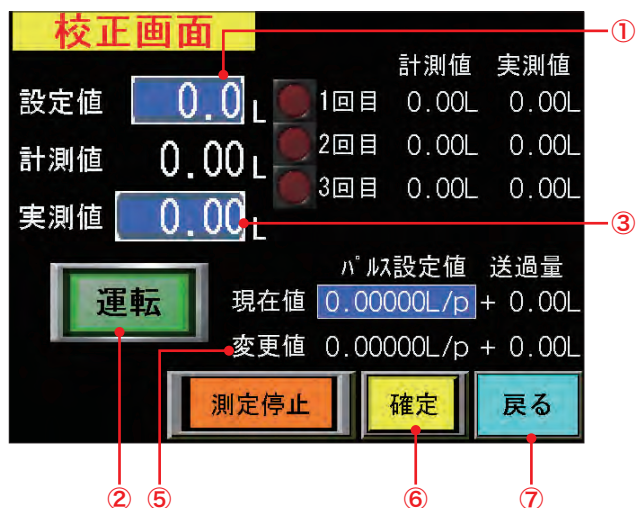 校正画面
①
計測値 実測値
設定値 0.0 L 1回目 0.00L 0.00L
計測値 0.00 L 2回目 0.00L 0.00L
3回目 0.00L 0.00L
実測値 0.00 L
③
パルス設定値 送過量
運転 現在値 0.00000L/p + 0.00L
変更値 0.00000L/p + 0.00L
測定停止 確定 戻る
② ⑤ ⑥ ⑦